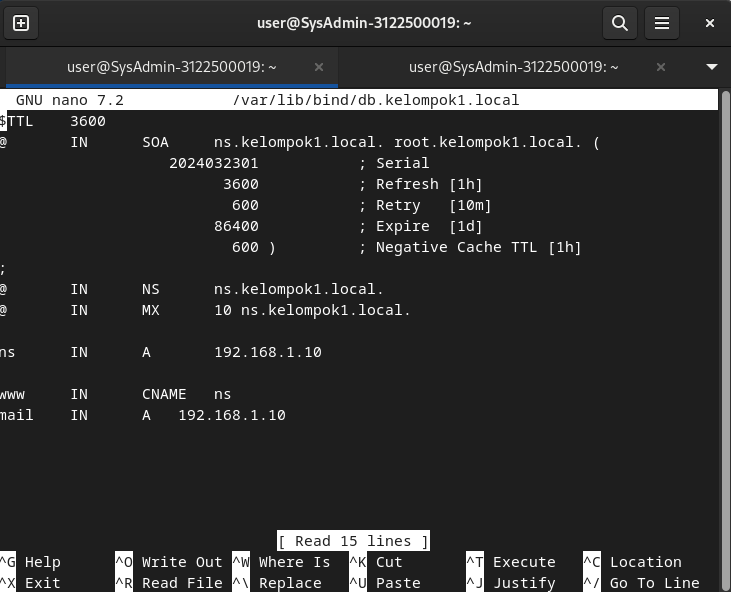 user@SysAdmin-3122500019: ~
user@SysAdmin-3122500019: ~ × user@SysAdmin-3122500019: ~ ×
GNU nano 7.2 /var/lib/bind/db.kelompok1.local
$TTL 3600
@ IN SOA ns.kelompok1.local. root.kelompok1.local. (
2024032301 ; Serial
3600 ; Refresh [1h]
600 ; Retry [10m]
86400 ; Expire [1d]
600 ) ; Negative Cache TTL [1h]
;
@ IN NS ns.kelompok1.local.
@ IN MX 10 ns.kelompok1.local.
ns IN A 192.168.1.10
www IN CNAME ns
mail IN A 192.168.1.10
[ Read 15 lines ]
^G Help ^O Write Out ^W Where Is ^K Cut ^T Execute ^C Location
^X Exit ^R Read File ^\ Replace ^U Paste ^J Justify ^/ Go To Line